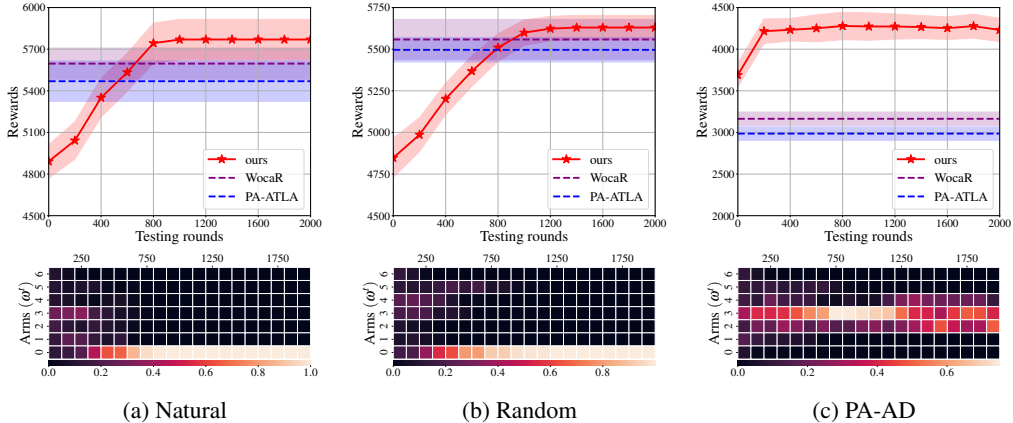 5700
5400
5100
4800
4500
Rewards
0 400 800 1200 1600 2000
Testing rounds
ours
WocaR
PA-ATLA
250 750 1250 1750
Arms (ω^t)
6
5
4
3
2
1
0
0.0 0.2 0.4 0.6 0.8 1.0
(a) Natural
5750
5500
5250
5000
4750
4500
Rewards
0 400 800 1200 1600 2000
Testing rounds
ours
WocaR
PA-ATLA
250 750 1250 1750
Arms (ω^t)
6
5
4
3
2
1
0
0.0 0.2 0.4 0.6 0.8
(b) Random
4000
3500
3000
2500
2000
Rewards
0 400 800 1200 1600 2000
Testing rounds
ours
WocaR
PA-ATLA
250 750 1250 1750
Arms (ω^t)
6
5
4
3
2
1
0
0.0 0.2 0.4 0.6
(c) PA-AD